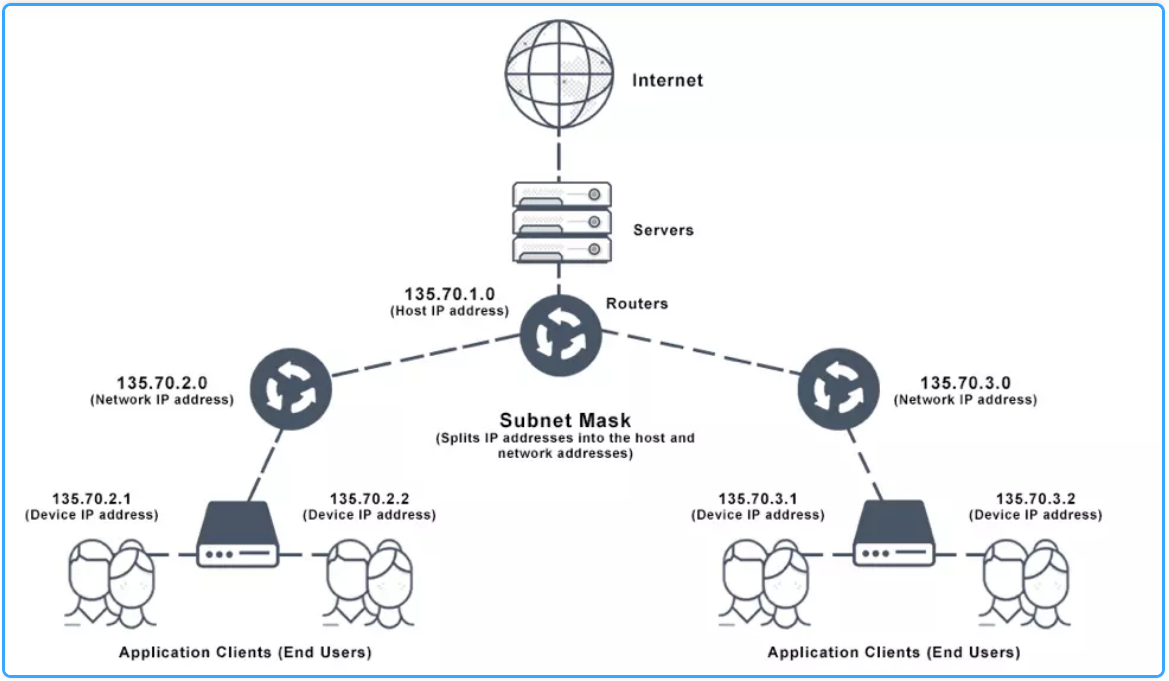 Internet
Servers
135.70.1.0
(Host IP address)
Routers
135.70.2.0
(Network IP address)
135.70.3.0
(Network IP address)
Subnet Mask
(Splits IP addresses into the host and
network addresses)
135.70.2.1
(Device IP address)
135.70.2.2
(Device IP address)
135.70.3.1
(Device IP address)
135.70.3.2
(Device IP address)
Application Clients (End Users)
Application Clients (End Users)